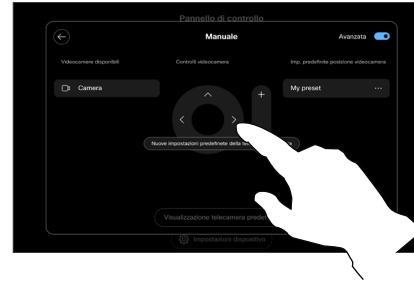 Pannello di controllo
Manuale
Avanzata
Videocamere disponibili
Controlli videocamera
Imp. predefinite posizione videocamera
Camera
My preset
Nuove impostazioni predefinite della
Visualizzazione telecamera
Impostazioni dispositivo